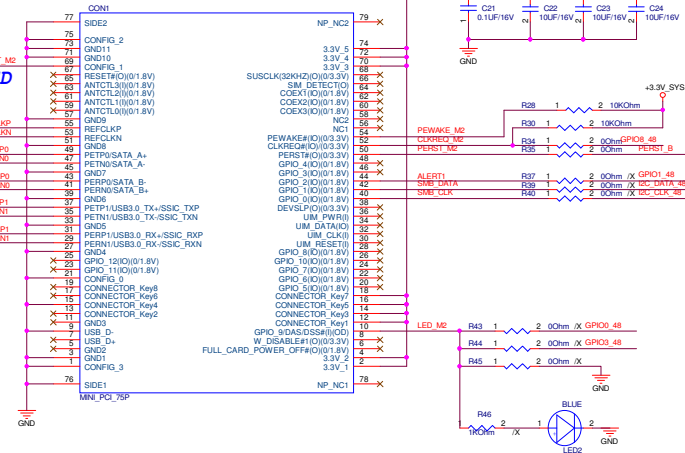 CON1
77 SIDE2 NP_NC2 79
75 CONFIG_2
73 GND11 3.3V_5 74
71 GND10 3.3V_4 72
69 CONFIG_1 3.3V_3 70
67 RESET#(O)(0/1.8V) SUSCLK(32KHZ)(O)(0/3.3V) 68
65 ANTCTL3(I)(0/1.8V) SIM_DETECT(O) 66
63 ANTCTL2(I)(0/1.8V) COEX1(IO)(0/1.8V) 64
61 ANTCTL1(I)(0/1.8V) COEX2(IO)(0/1.8V) 62
59 ANTCTL0(I)(0/1.8V) COEX3(IO)(0/1.8V) 60
57 GND9 NC2 58
55 REFCLKP NC1 56
53 REFCLKN PEWAKE#(IO)(0/3.3V) 54
51 GND8 CLKREQ#(IO)(0/3.3V) 52
49 PETP0/SATA_A+ PERST#(O)(0/3.3V) 50
47 PETN0/SATA_A- GPIO_4(IO)(0/1.8V) 48
45 GND7 GPIO_3(IO)(0/1.8V) 46
43 PERP0/SATA_B- GPIO_2(IO)(0/1.8V) 44
41 PERN0/SATA_B+ GPIO_1(IO)(0/1.8V) 42
39 GND6 GPIO_0(IO)(0/1.8V) 40
37 PETP1/USB3.0_TX+/SSIC_TXP DEVSLP(O)(0/3.3V) 38
35 PETN1/USB3.0_TX-/SSIC_TXN UIM_PWR(I) 36
33 GND5 UIM_DATA(IO) 34
31 PERP1/USB3.0_RX+/SSIC_RXP UIM_CLK(I) 32
29 PERN1/USB3.0_RX-/SSIC_RXN UIM_RESET(I) 30
27 GND4 GPIO_8(IO)(0/1.8V) 28
25 GPIO_12(IO)(0/1.8V) GPIO_10(IO)(0/1.8V) 26
23 GPIO_11(IO)(0/1.8V) GPIO_7(IO)(0/1.8V) 24
21 CONFIG_0 GPIO_6(IO)(0/1.8V) 22
19 CONNECTOR_Key8 GPIO_5(IO)(0/1.8V) 20
17 CONNECTOR_Key6 CONNECTOR_Key7 18
15 CONNECTOR_Key4 CONNECTOR_Key5 16
13 CONNECTOR_Key2 CONNECTOR_Key3 14
11 GND3 CONNECTOR_Key1 12
9 USB_D- GPIO_9/DAS/DSS#(I)(OD) 10
7 USB_D+ W_DISABLE#1(O)(0/3.3V) 8
5 GND2 FULL_CARD_POWER_OFF#(O)(0/1.8V) 6
3 GND1 3.3V_2 4
1 CONFIG_3 3.3V_1 2
76 SIDE1 NP_NC1 78
MINI_PCI_75P
GND
C21
0.1UF/16V
C22
10UF/16V
C23
10UF/16V
C24
10UF/16V
GND
+3.3V_SYS
R28 1 2 10KOhm
R30 1 2 10KOhm
PEWAKE_M2
CLKREQ_M2 R34 1 2 0Ohm GPIO8_48
PERST_M2 R35 1 2 0Ohm PERST_B
ALERT1 R37 1 2 0Ohm /X GPIO1_48
SMB_DATA R39 1 2 0Ohm /X I2C_DATA_48
SMB_CLK R40 1 2 0Ohm /X I2C_CLK_48
LED_M2 R43 1 2 0Ohm /X GPIO0_48
R44 1 2 0Ohm /X GPIO3_48
R45 1 2 0Ohm /X
GND
BLUE
R46
1 2 1 2
1KOhm /X
GND
LED2